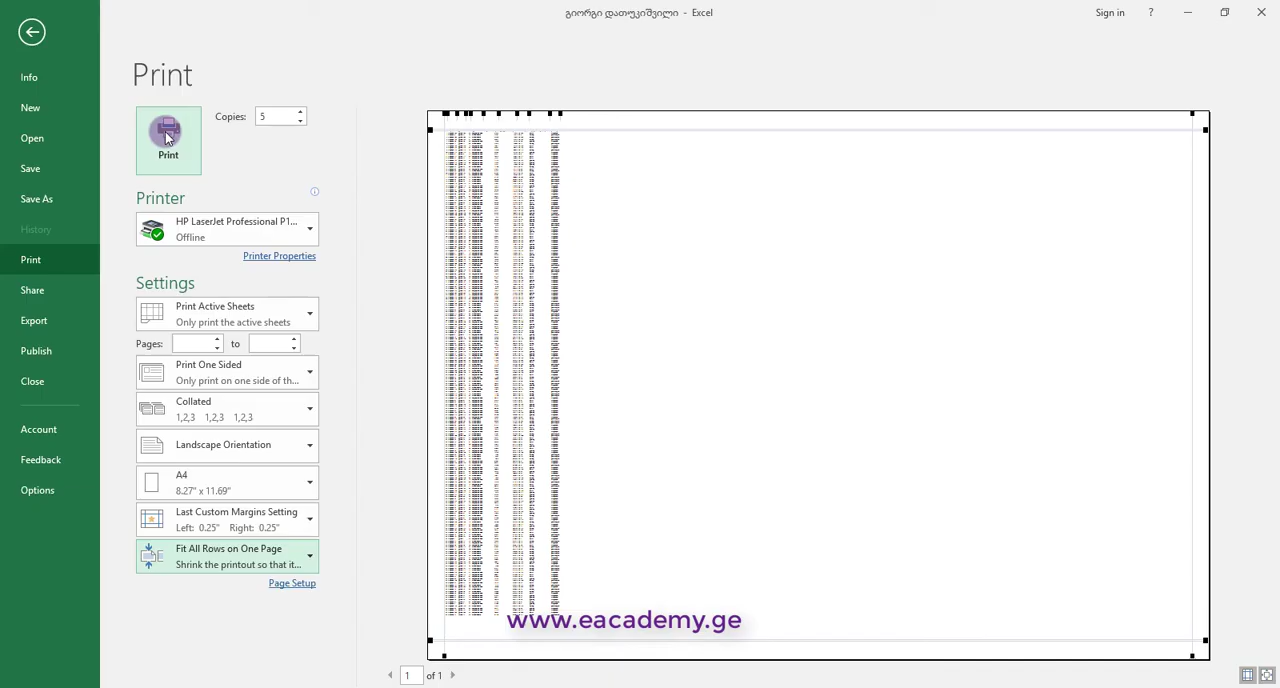 გიორგი დათუკიშვილი - Excel
Sign in
?
Info
New
Open
Save
Save As
History
Print
Share
Export
Publish
Close
Account
Feedback
Options
Print
Print
Copies: 5
Printer
HP LaserJet Professional P1...
Offline
Printer Properties
Settings
Print Active Sheets
Only print the active sheets
Pages: to
Print One Sided
Only print on one side of th...
Collated
1,2,3 1,2,3 1,2,3
Landscape Orientation
A4
8.27" x 11.69"
Last Custom Margins Setting
Left: 0.25" Right: 0.25"
Fit All Rows on One Page
Shrink the printout so that it...
Page Setup
www.eacademy.ge
1 of 1